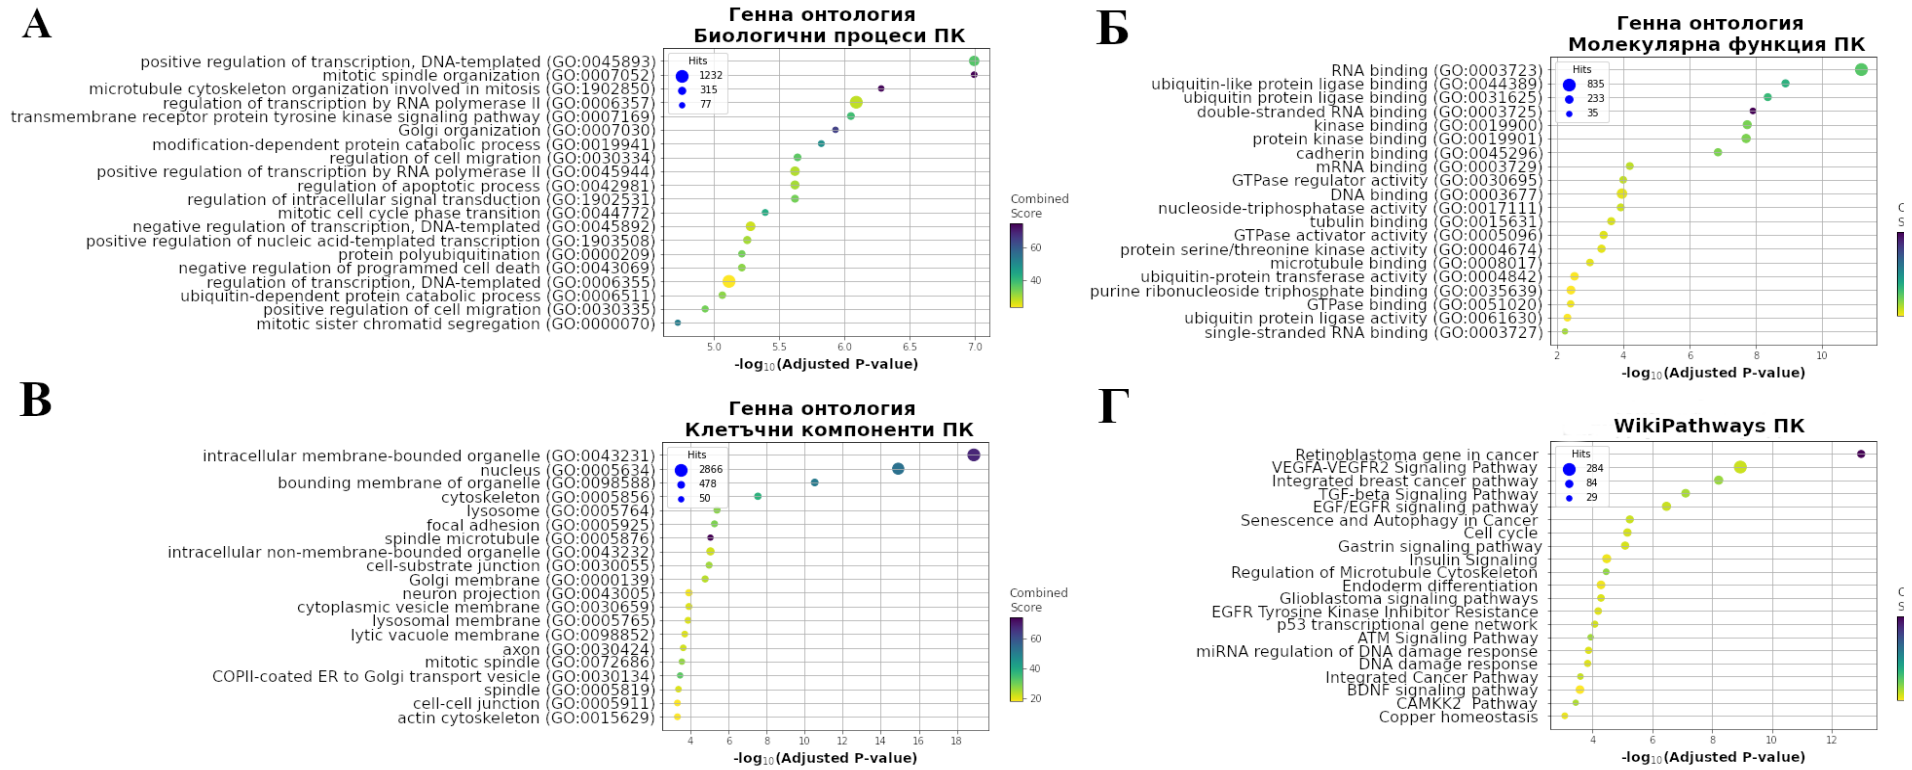 А
Генна онтология
Биологични процеси ПК
positive regulation of transcription, DNA-templated (GO:0045893)
mitotic spindle organization (GO:0007052)
microtubule cytoskeleton organization involved in mitosis (GO:1902850)
regulation of transcription by RNA polymerase II (GO:0006357)
transmembrane receptor protein tyrosine kinase signaling pathway (GO:0007169)
Golgi organization (GO:0007030)
modification-dependent protein catabolic process (GO:0019941)
regulation of cell migration (GO:0030334)
positive regulation of transcription by RNA polymerase II (GO:0045944)
regulation of apoptotic process (GO:0042981)
regulation of intracellular signal transduction (GO:1902531)
mitotic cell cycle phase transition (GO:0044772)
negative regulation of transcription, DNA-templated (GO:0045892)
positive regulation of nucleic acid-templated transcription (GO:1903508)
protein polyubiquitination (GO:0000209)
negative regulation of programmed cell death (GO:0043069)
regulation of transcription, DNA-templated (GO:0006355)
ubiquitin-dependent protein catabolic process (GO:0006511)
positive regulation of cell migration (GO:0030335)
mitotic sister chromatid segregation (GO:0000070)
Hits
1232
315
77
5.0 5.5 6.0 6.5 7.0
-log10(Adjusted P-value)
Combined
Score
60
40
Б
Генна онтология
Молекулярна функция ПК
RNA binding (GO:0003723)
ubiquitin-like protein ligase binding (GO:0044389)
ubiquitin protein ligase binding (GO:0031625)
double-stranded RNA binding (GO:0003725)
kinase binding (GO:0019900)
protein kinase binding (GO:0019901)
cadherin binding (GO:0045296)
mRNA binding (GO:0003729)
GTPase regulator activity (GO:0030695)
DNA binding (GO:0003677)
nucleoside-triphosphatase activity (GO:0017111)
tubulin binding (GO:0015631)
GTPase activator activity (GO:0005096)
protein serine/threonine kinase activity (GO:0004674)
microtubule binding (GO:0008017)
ubiquitin-protein transferase activity (GO:0004842)
purine ribonucleoside triphosphate binding (GO:0035639)
GTPase binding (GO:0051020)
ubiquitin protein ligase activity (GO:0061630)
single-stranded RNA binding (GO:0003727)
Hits
835
233
35
2 4 6 8 10
-log10(Adjusted P-value)
C
S
В
Генна онтология
Клетъчни компоненти ПК
intracellular membrane-bounded organelle (GO:0043231)
nucleus (GO:0005634)
bounding membrane of organelle (GO:0098588)
cytoskeleton (GO:0005856)
lysosome (GO:0005764)
focal adhesion (GO:0005925)
spindle microtubule (GO:0005876)
intracellular non-membrane-bounded organelle (GO:0043232)
cell-substrate junction (GO:0030055)
Golgi membrane (GO:0000139)
neuron projection (GO:0043005)
cytoplasmic vesicle membrane (GO:0030659)
lysosomal membrane (GO:0005765)
lytic vacuole membrane (GO:0098852)
axon (GO:0030424)
mitotic spindle (GO:0072686)
COPII-coated ER to Golgi transport vesicle (GO:0030134)
spindle (GO:0005819)
cell-cell junction (GO:0005911)
actin cytoskeleton (GO:0015629)
Hits
2866
478
50
4 6 8 10 12 14 16 18
-log10(Adjusted P-value)
Combined
Score
60
40
20
Г
WikiPathways ПК
Retinoblastoma gene in cancer
VEGFA-VEGFR2 Signaling Pathway
Integrated breast cancer pathway
TGF-beta Signaling Pathway
EGF/EGFR signaling pathway
Senescence and Autophagy in Cancer
Cell cycle
Gastrin signaling pathway
Insulin Signaling
Regulation of Microtubule Cytoskeleton
Endoderm differentiation
Glioblastoma signaling pathways
EGFR Tyrosine Kinase Inhibitor Resistance
p53 transcriptional gene network
ATM Signaling Pathway
miRNA regulation of DNA damage response
DNA damage response
Integrated Cancer Pathway
BDNF signaling pathway
CAMKK2 Pathway
Copper homeostasis
Hits
284
84
29
4 6 8 10 12
-log10(Adjusted P-value)
C
S